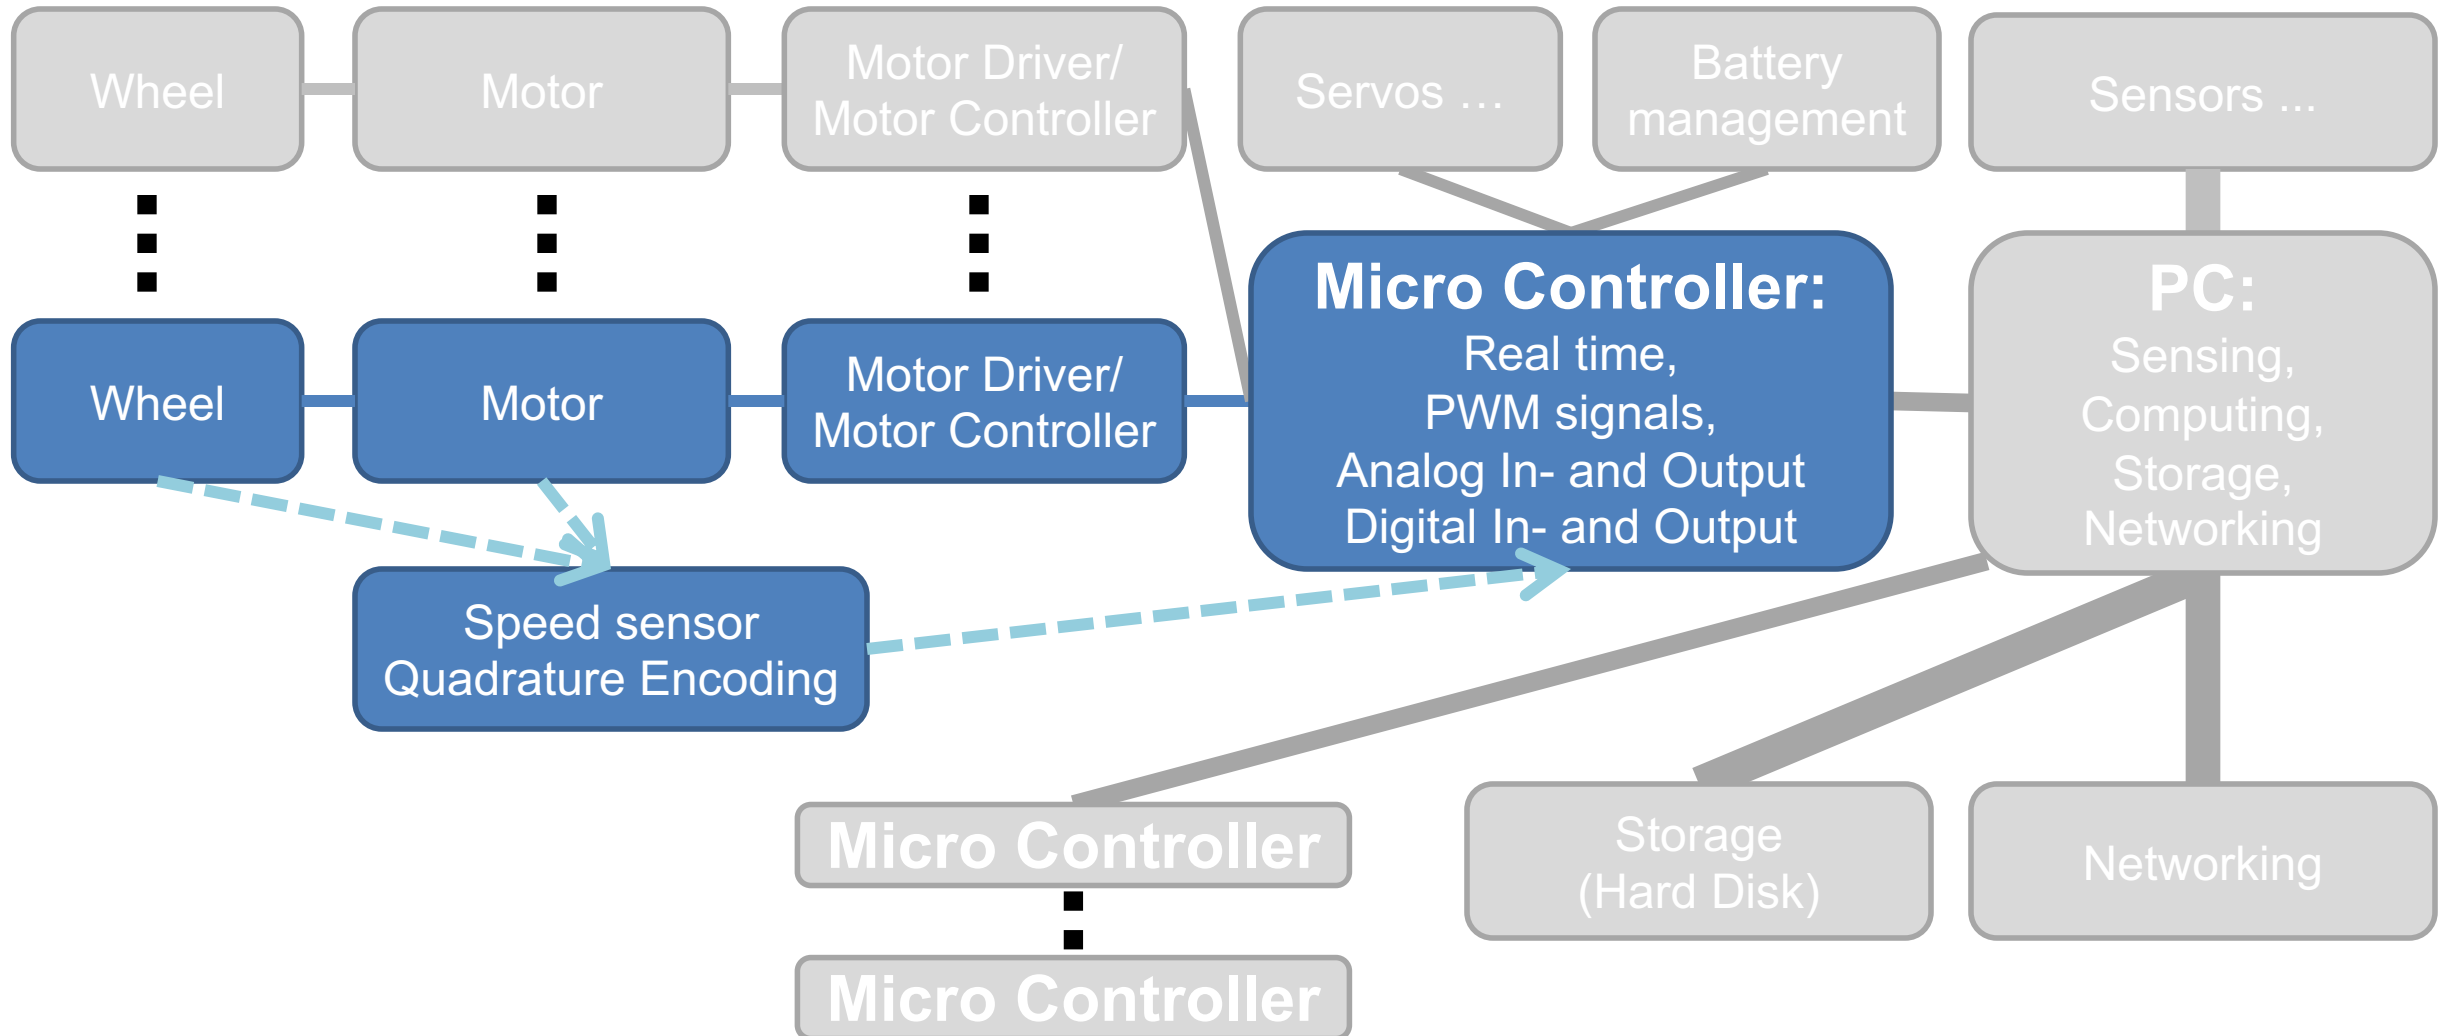 Wheel
Motor
Motor Driver/
Motor Controller
Servos ...
Battery
management
Sensors ...
Wheel
Motor
Motor Driver/
Motor Controller
Micro Controller:
Real time,
PWM signals,
Analog In- and Output
Digital In- and Output
PC:
Sensing,
Computing,
Storage,
Networking
Speed sensor
Quadrature Encoding
Micro Controller
Micro Controller
Storage
(Hard Disk)
Networking